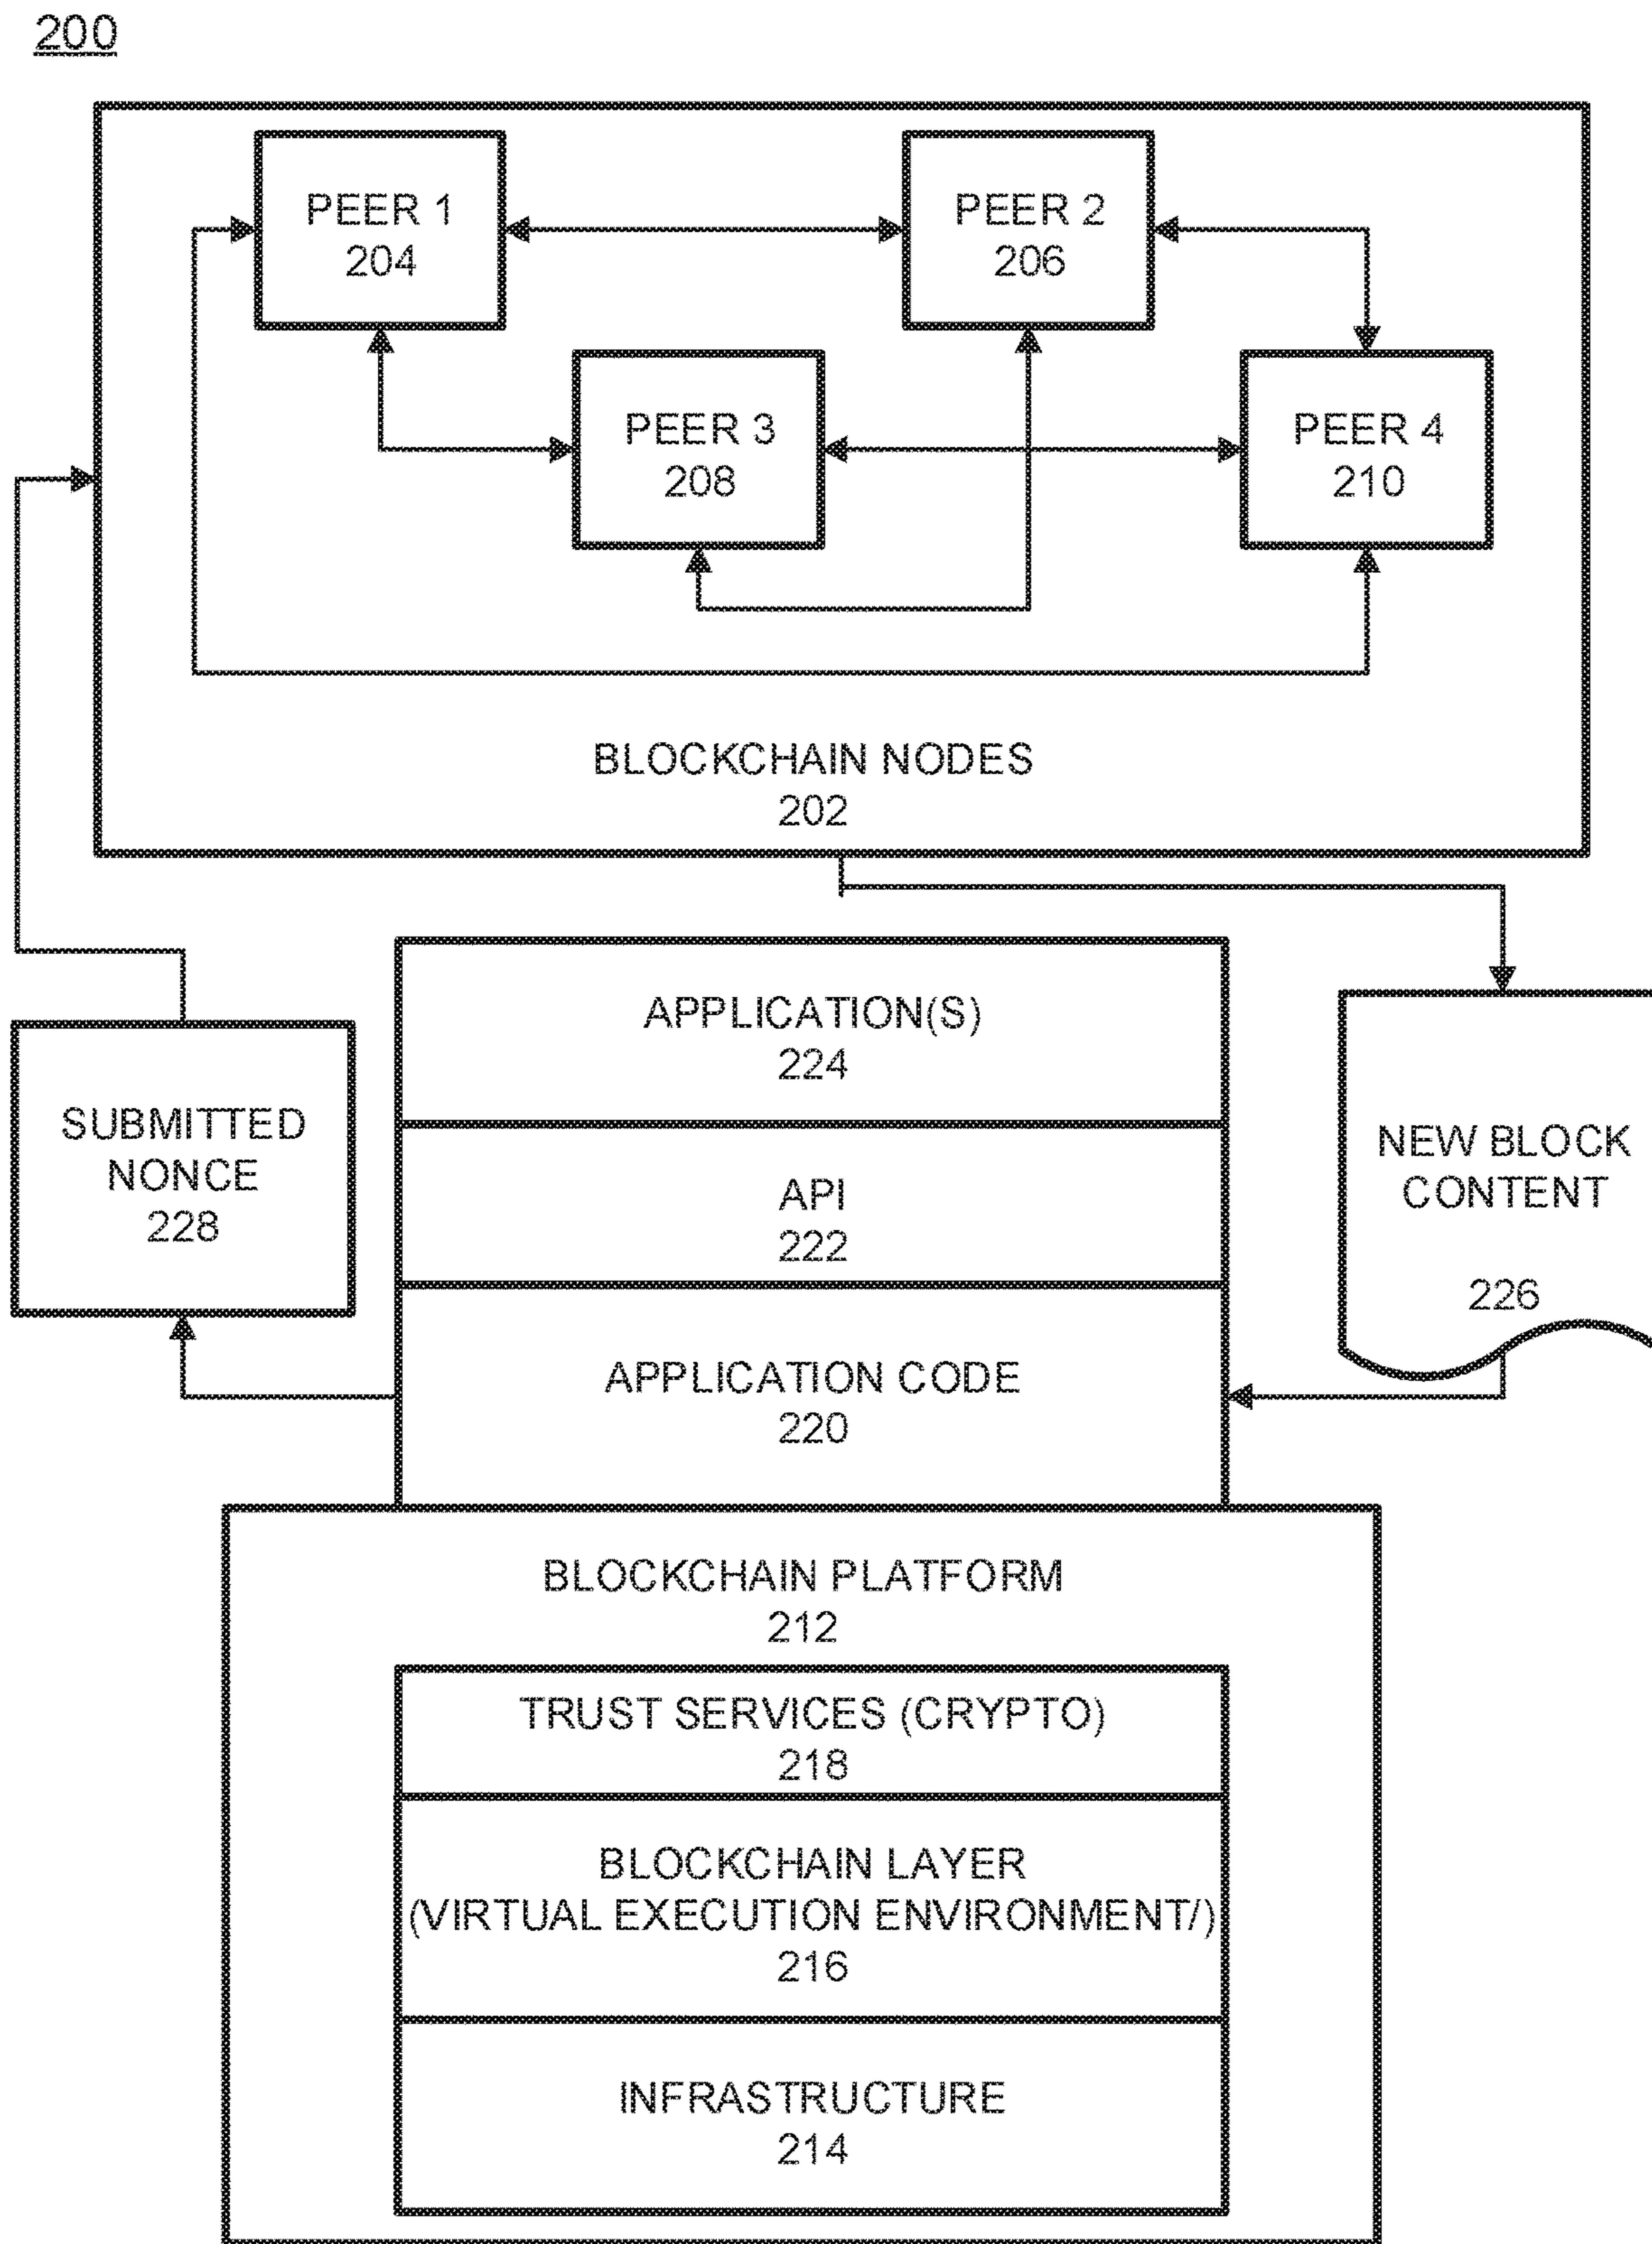 200
PEER 1
204
PEER 2
206
PEER 3
208
PEER 4
210
BLOCKCHAIN NODES
202
APPLICATION(S)
224
SUBMITTED
NONCE
228
API
222
NEW BLOCK
CONTENT
226
APPLICATION CODE
220
BLOCKCHAIN PLATFORM
212
TRUST SERVICES (CRYPTO)
218
BLOCKCHAIN LAYER
(VIRTUAL EXECUTION ENVIRONMENT/)
216
INFRASTRUCTURE
214